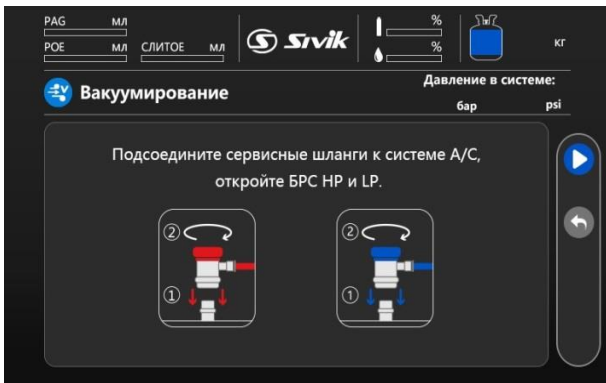 PAG мл
POE мл
СЛИТОЕ мл
S Sivik
%
%
кг
Вакуумирование
Давление в системе:
бар psi
Подсоедините сервисные шланги к системе A/C,
откройте БРС HP и LP.
② ②
① ①